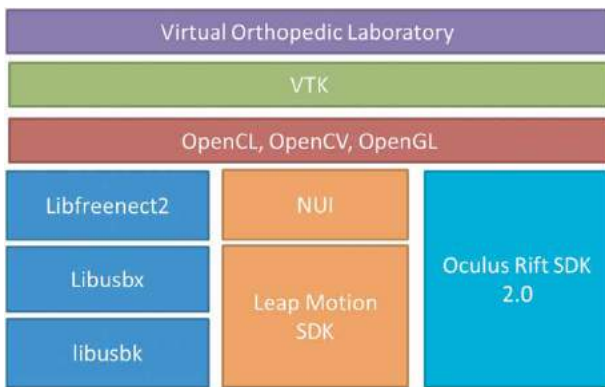 Virtual Orthopedic Laboratory
VTK
OpenCL, OpenCV, OpenGL
Libfreenect2
Libusbx
libusbk
NUI
Leap Motion
SDK
Oculus Rift SDK
2.0